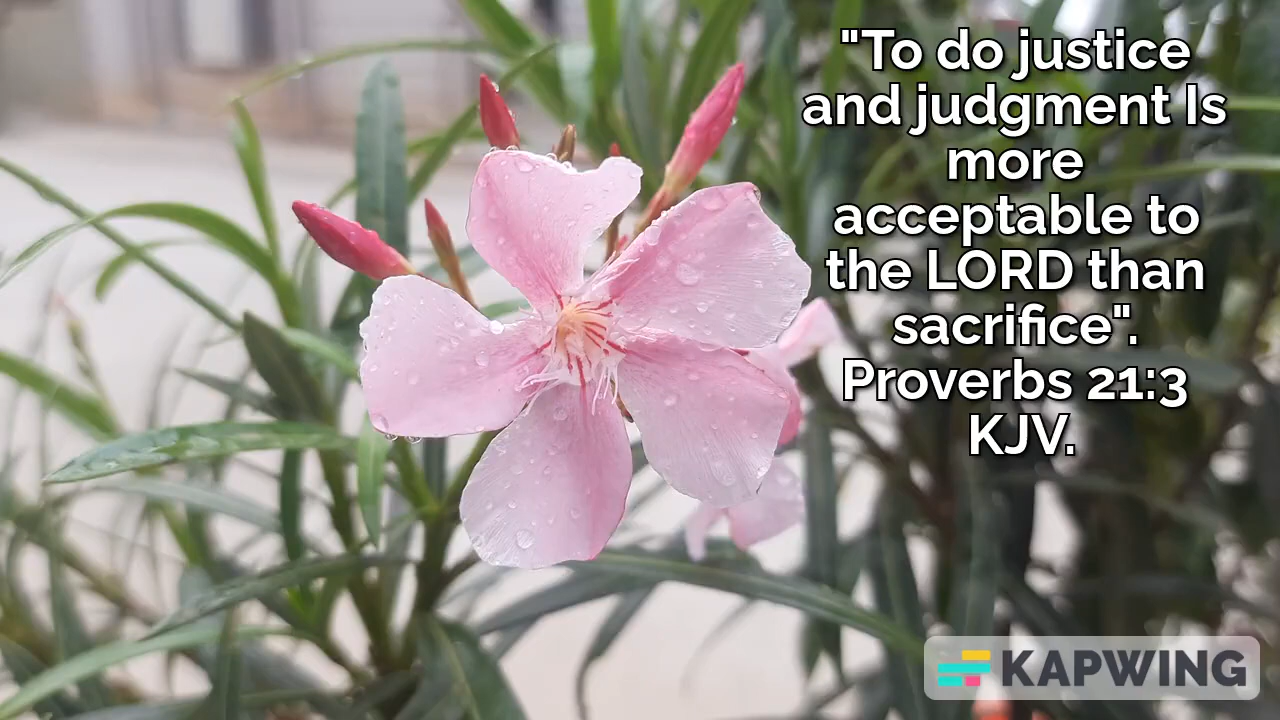 "To do justice
and judgment Is
more
acceptable to
the LORD than
sacrifice".
Proverbs 21:3
KJV.
KAPWING